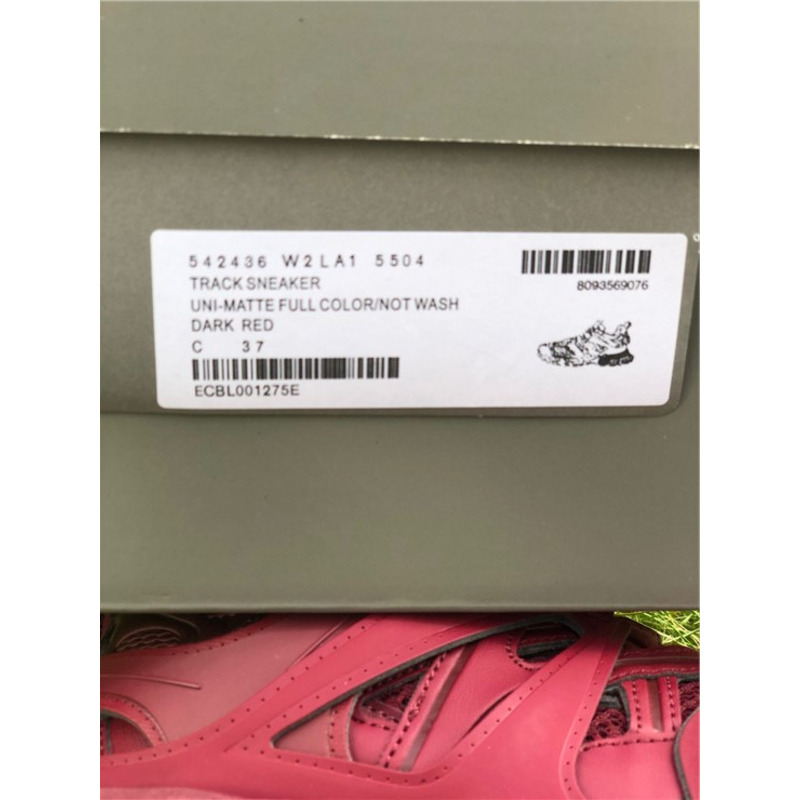 542436 W2LA1 5504
8093569076
TRACK SNEAKER
UNI-MATTE FULL COLOR/NOT WASH
DARK RED
C 37
ECBL001275E